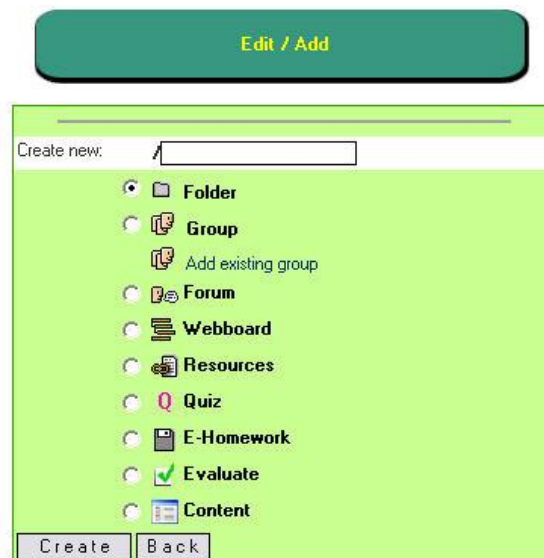 Edit / Add
Create new: /
Folder
Group
Add existing group
Forum
Webboard
Resources
Q Quiz
E-Homework
Evaluate
Content
Create Back